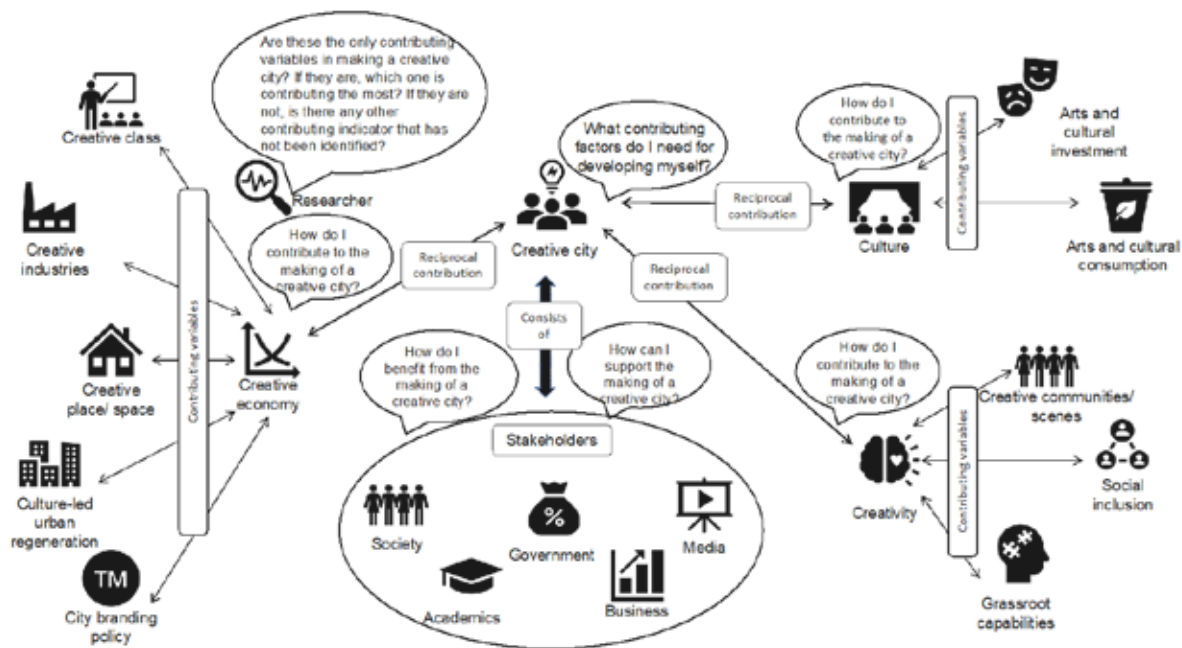 Are these the only contributing
variables in making a creative
city? If they are, which one is
contributing the most? If they are
not, is there any other
contributing indicator that has
not been identified?
Researcher
Creative class
Creative
industries
Creative
place/ space
Culture-led
urban
regeneration
TM
City branding
policy
Contributing variables
How do I
contribute to the
making of a
creative city?
Creative
economy
Reciprocal
contribution
What contributing
factors do I need for
developing myself?
Creative city
Reciprocal
contribution
How do I
contribute to
the making of a
creative city?
Culture
Contributing variables
Arts and
cultural
investment
Arts and cultural
consumption
Reciprocal
contribution
Consists
of
How do I
benefit from the
making of a
creative city?
How can I
support the
making of a
creative city?
Stakeholders
Society
%
Government
Media
Academics
Business
How do I
contribute to the
making of a
creative city?
Creativity
Contributing variables
Creative communities/
scenes
Social
inclusion
Grassroot
capabilities